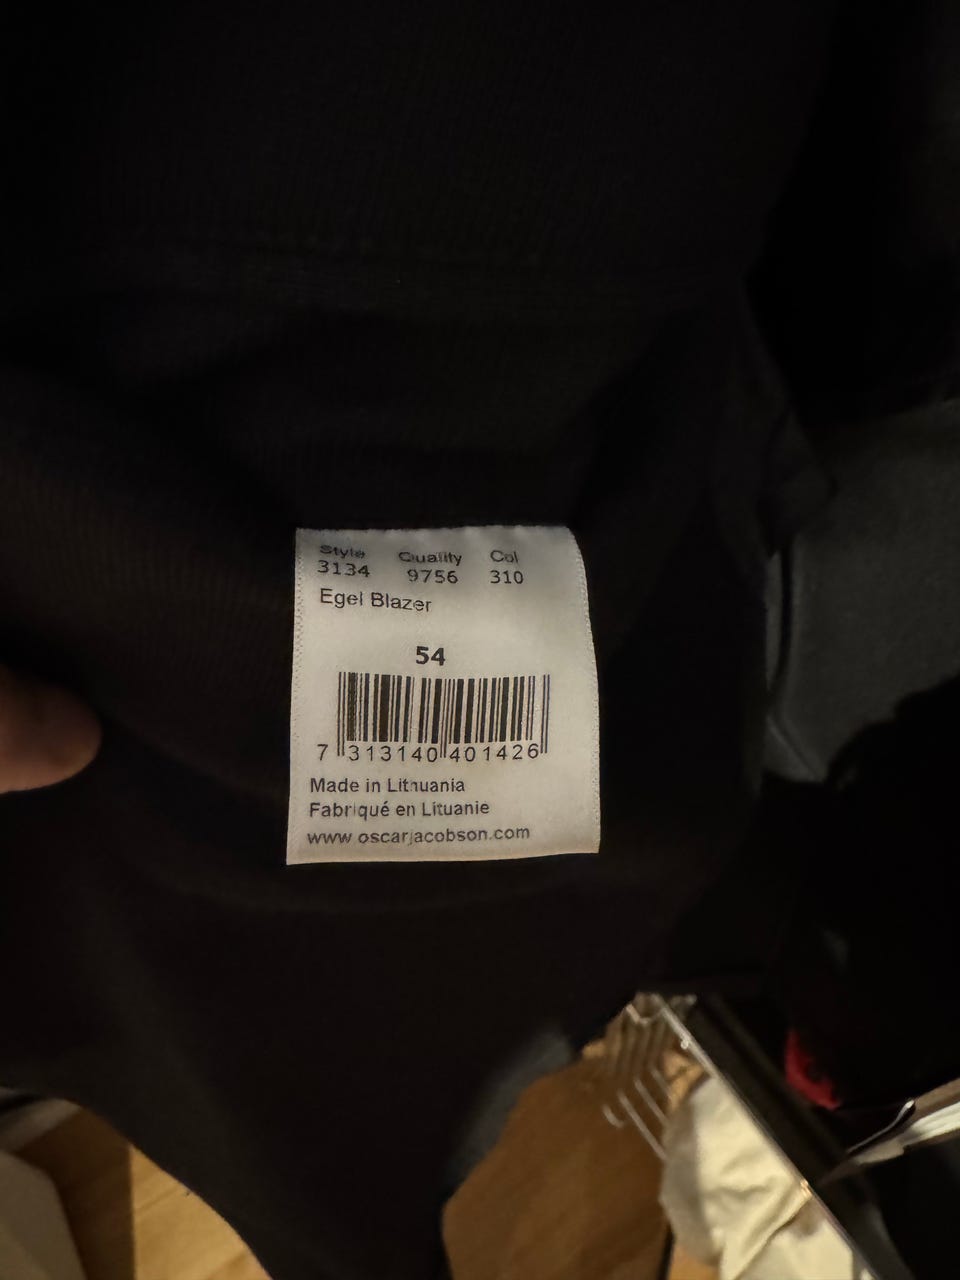 Style Quality Col
3134 9756 310
Egel Blazer
54
7 313140 401426
Made in Lithuania
Fabriqué en Lituanie
www.oscarjacobson.com